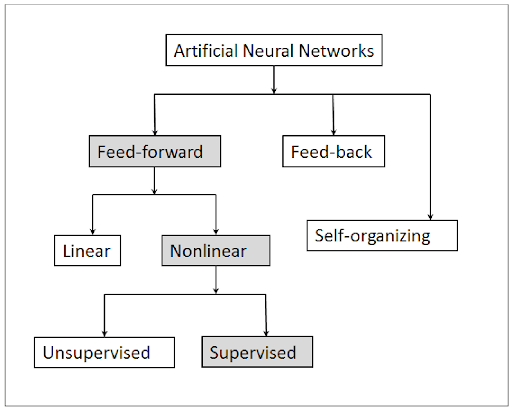 Artificial Neural Networks
Feed-forward
Feed-back
Linear
Nonlinear
Self-organizing
Unsupervised
Supervised